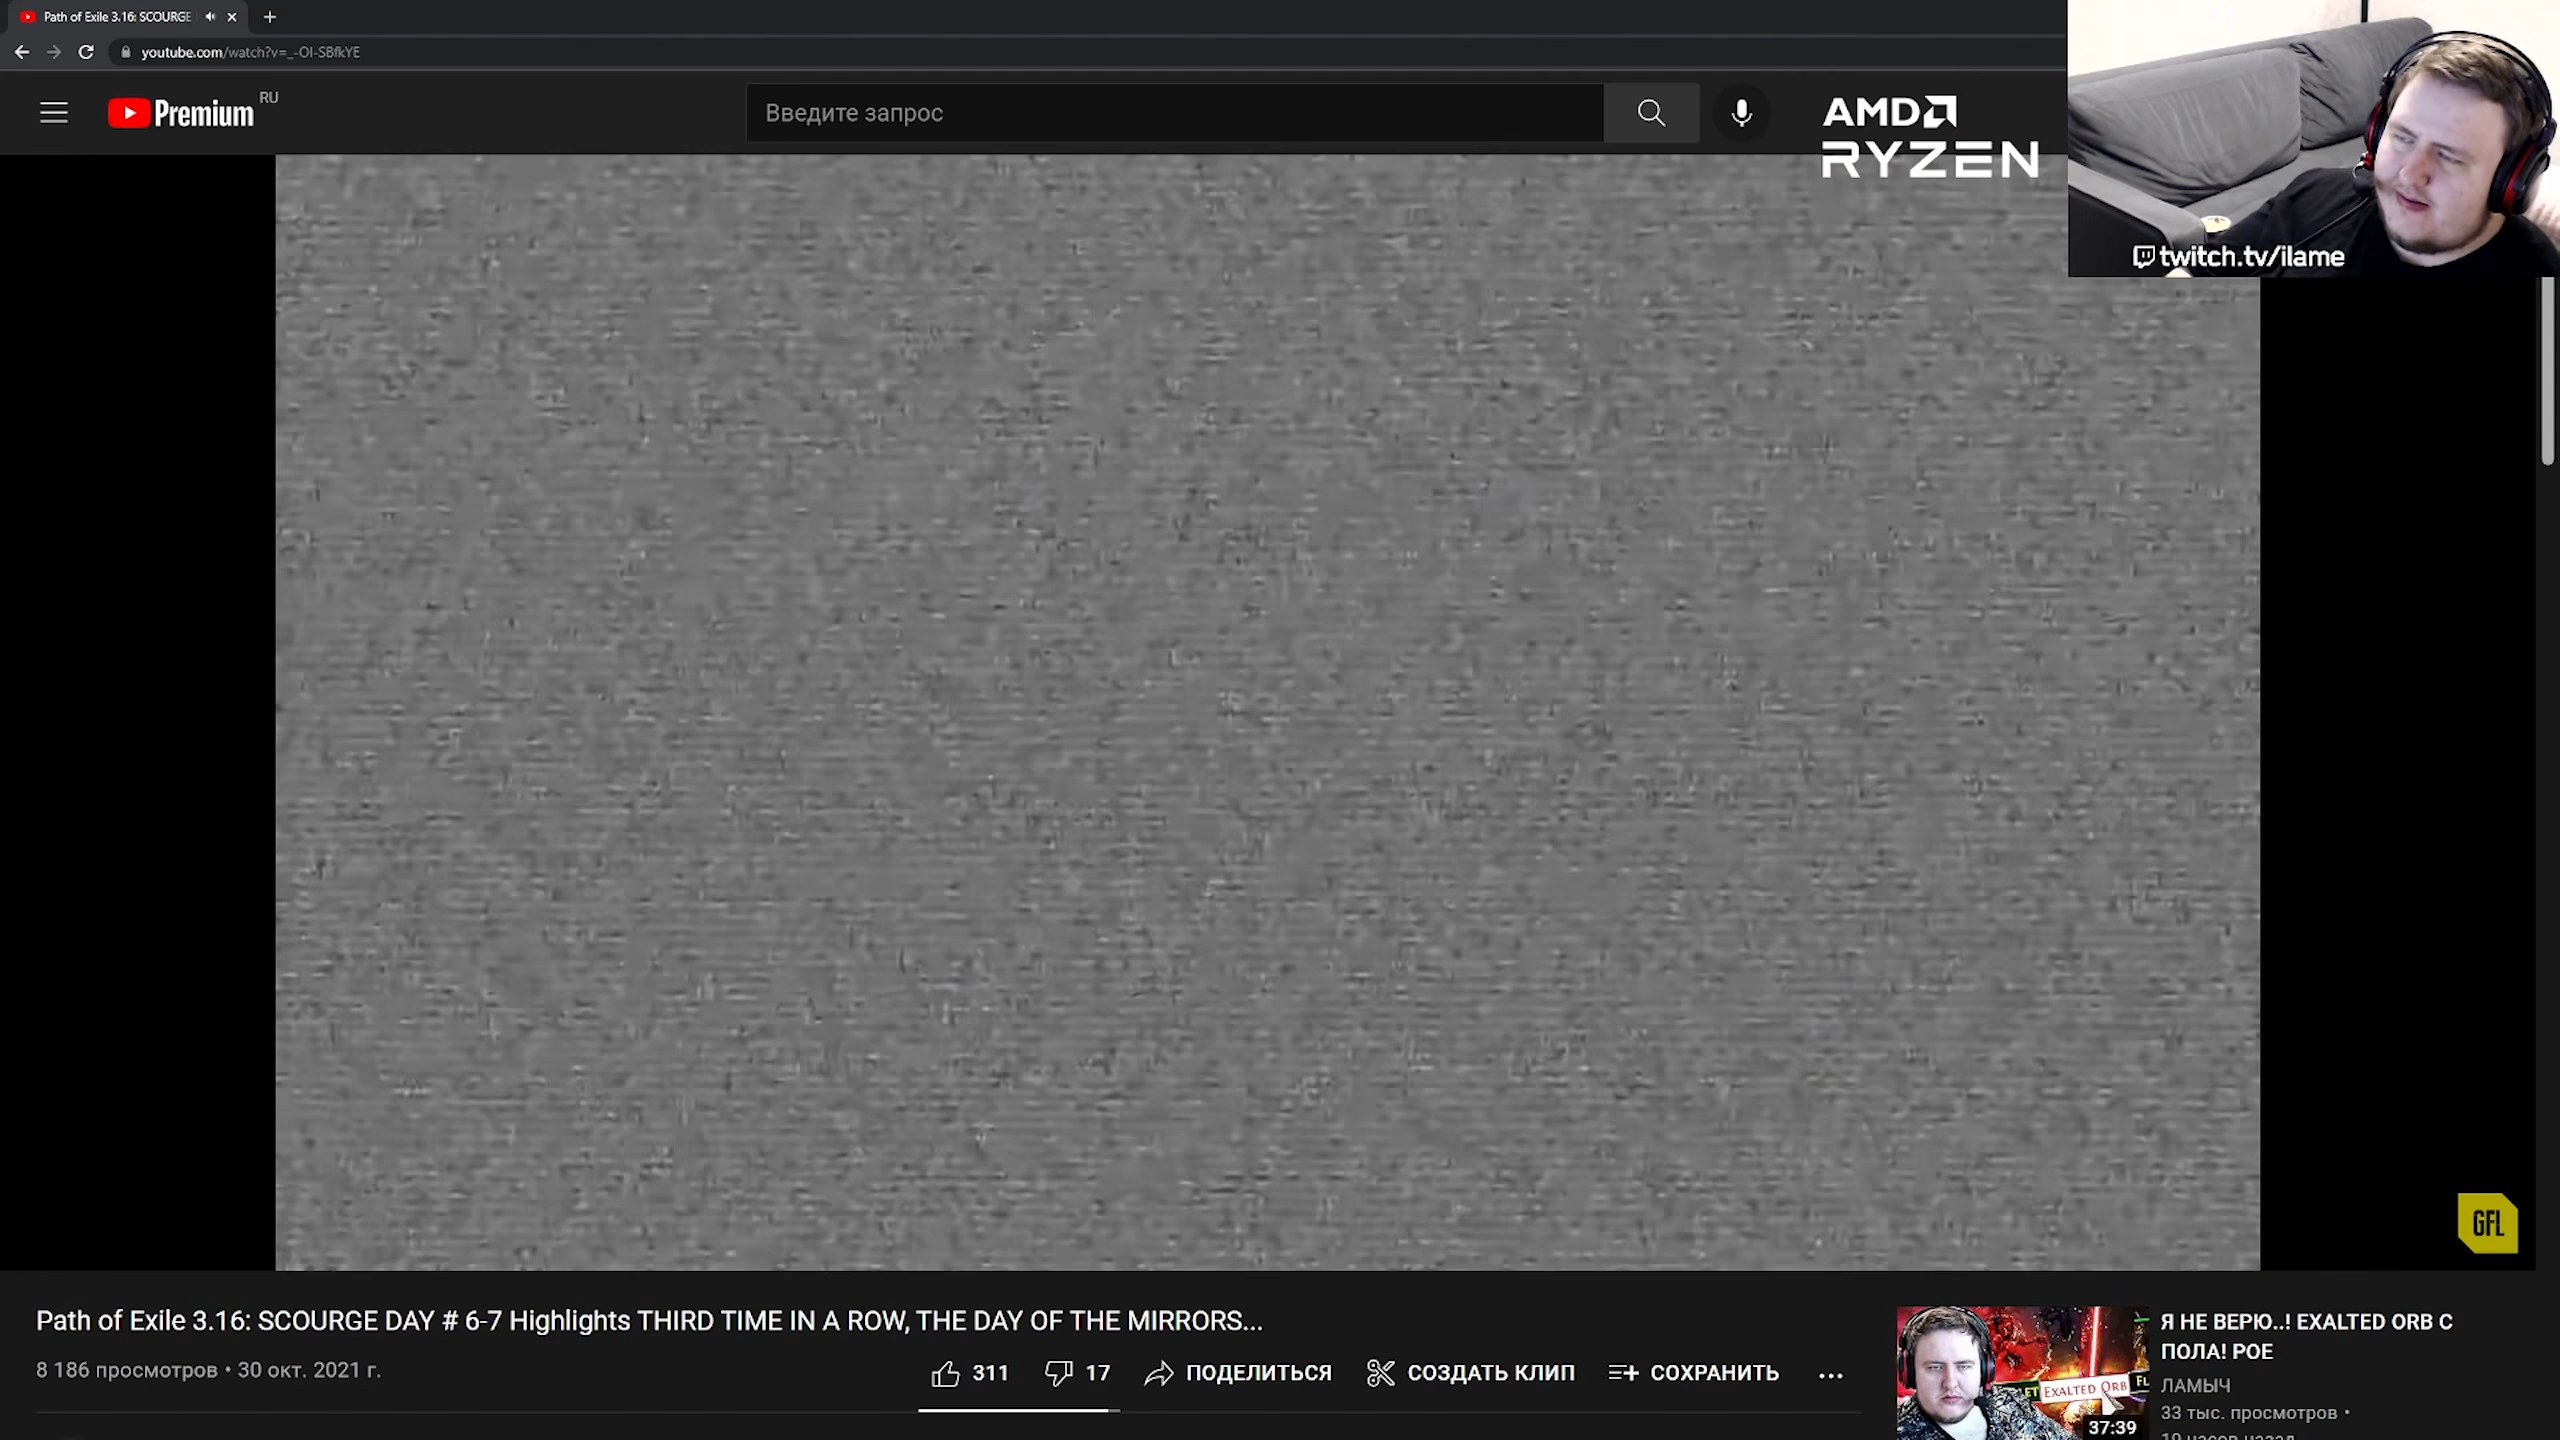 Path of Exile 3.16: SCOURGE
youtube.com/watch?v=_-OI-SBfkYE
Premium RU
Введите запрос
AMD
RYZEN
twitch.tv/ilame
GFL
Path of Exile 3.16: SCOURGE DAY # 6-7 Highlights THIRD TIME IN A ROW, THE DAY OF THE MIRRORS...
8 186 просмотров • 30 окт. 2021 г.
311
17
ПОДЕЛИТЬСЯ
СОЗДАТЬ КЛИП
СОХРАНИТЬ
EXALTED ORB
37:39
Я НЕ ВЕРЮ..! EXALTED ORB С
ПОЛА! POE
ЛАМЫЧ
33 тыс. просмотров •
19 часов назад